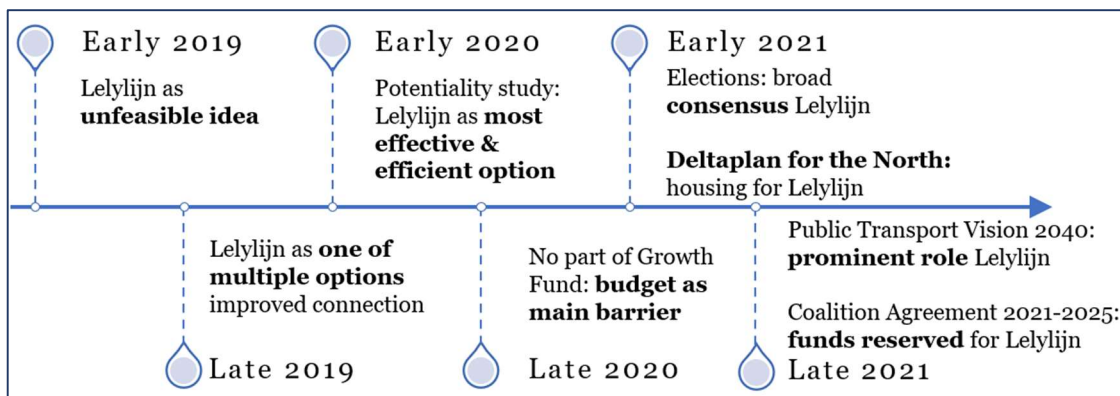 Early 2019
Lelylijn as
unfeasible idea
Early 2020
Potentiality study:
Lelylijn as most
effective &
efficient option
Early 2021
Elections: broad
consensus Lelylijn
Deltaplan for the North:
housing for Lelylijn
Lelylijn as one of
multiple options
improved connection
Late 2019
No part of Growth
Fund: budget as
main barrier
Late 2020
Public Transport Vision 2040:
prominent role Lelylijn
Coalition Agreement 2021-2025:
funds reserved for Lelylijn
Late 2021